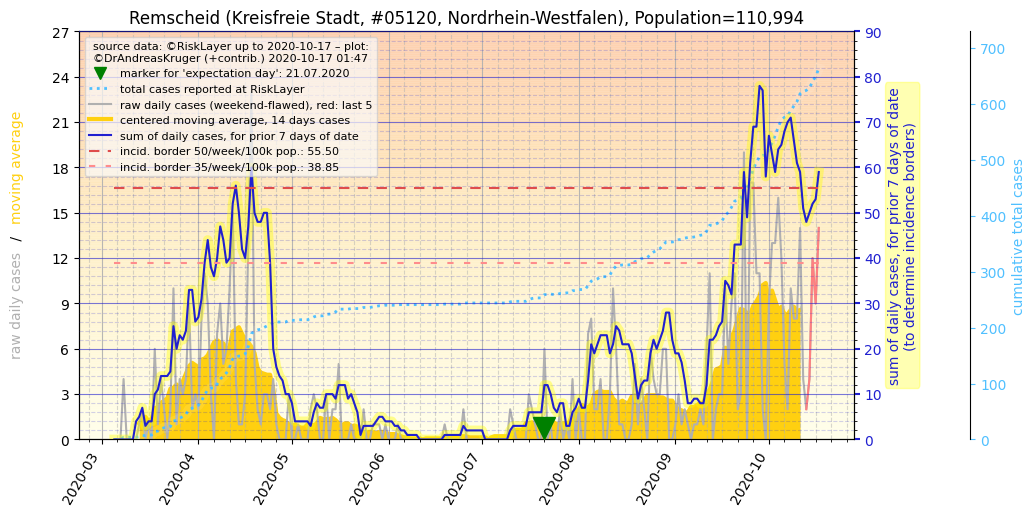 Remscheid (Kreisfreie Stadt, #05120, Nordrhein-Westfalen), Population=110,994
source data: ©RiskLayer up to 2020-10-17 – plot:
©DrAndreasKruger (+contrib.) 2020-10-17 01:47
marker for 'expectation day': 21.07.2020
total cases reported at RiskLayer
raw daily cases (weekend-flawed), red: last 5
centered moving average, 14 days cases
sum of daily cases, for prior 7 days of date
incid. border 50/week/100k pop.: 55.50
incid. border 35/week/100k pop.: 38.85
raw daily cases / moving average
27
24
21
18
15
12
9
6
3
0
2020-03
2020-04
2020-05
2020-06
2020-07
2020-08
2020-09
2020-10
90
80
70
60
50
40
30
20
10
0
sum of daily cases, for prior 7 days of date
(to determine incidence borders)
700
600
500
400
300
200
100
0
cumulative total cases